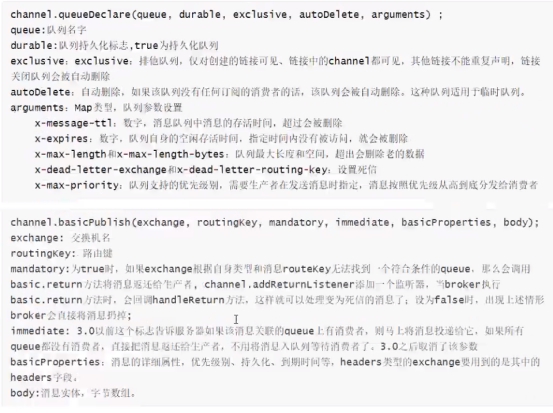 channel.queueDeclare(queue, durable, exclusive, autoDelete, arguments) ;
queue:队列名字
durable:队列持久化标志,true为持久化队列
exclusive: exclusive: 排他队列，仅对创建的链接可见、链接中的channel都可见，其他链接不能重复声明，链接
关闭队列会被自动删除
autoDelete: 自动删除，如果该队列没有任何订阅的消费者的话，该队列会被自动删除。这种队列适用于临时队列。
arguments: Map类型，队列参数设置
x-message-ttl: 数字，消息队列中消息的存活时间，超过会被删除
x-expires: 数字，队列自身的空闲存活时间，指定时间内没有被访问，就会被删除
x-max-length和x-max-length-bytes: 队列最大长度和空间，超出会删除老的数据
x-dead-letter-exchange和x-dead-letter-routing-key: 设置死信
x-max-priority: 队列支持的优先级别，需要生产者在发送消息时指定，消息按照优先级从高到底分发给消费者
channel.basicPublish(exchange, routingKey, mandatory, immediate, basicProperties, body);
exchange: 交换机名
routingKey: 路由键
mandatory:为true时，如果exchange根据自身类型和消息routeKey无法找到 一个符合条件的queue，那么会调用
basic.return方法将消息返还给生产者, channel.addReturnListener添加一个监听器，当broker执行
basic.return方法时，会回调handleReturn方法，这样就可以处理变为死信的消息了；设为false时，出现上述情形
broker会直接将消息扔掉;
immediate: 3.0以前这个标志告诉服务器如果该消息关联的queue上有消费者，则马上将消息投递给它，如果所有
queue都没有消费者，直接把消息返还给生产者，不用将消息入队列等待消费者了。3.0之后取消了该参数
basicProperties: 消息的详细属性，优先级别、持久化、到期时间等，headers类型的exchange要用到的是其中的
headers字段。
body:消息实体，字节数组。